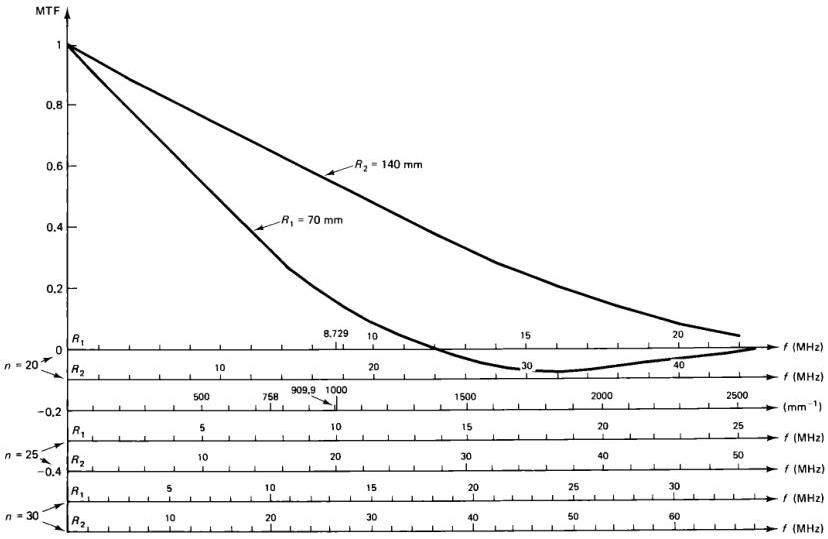 MTF
1
0.8
0.6
R2 = 140 mm
0.4
R1 = 70 mm
0.2
R1 8.729 10 15 20
0 f (MHz)
n = 20
R2 10 20 30 40 f (MHz)
500 758 909.9 1000 1500 2000 2500
-0.2 (mm⁻¹)
R1 5 10 15 20 25 f (MHz)
n = 25
R2 10 20 30 40 50
-0.4 f (MHz)
R1 5 10 15 20 25 30 f (MHz)
n = 30
R2 10 20 30 40 50 60 f (MHz)